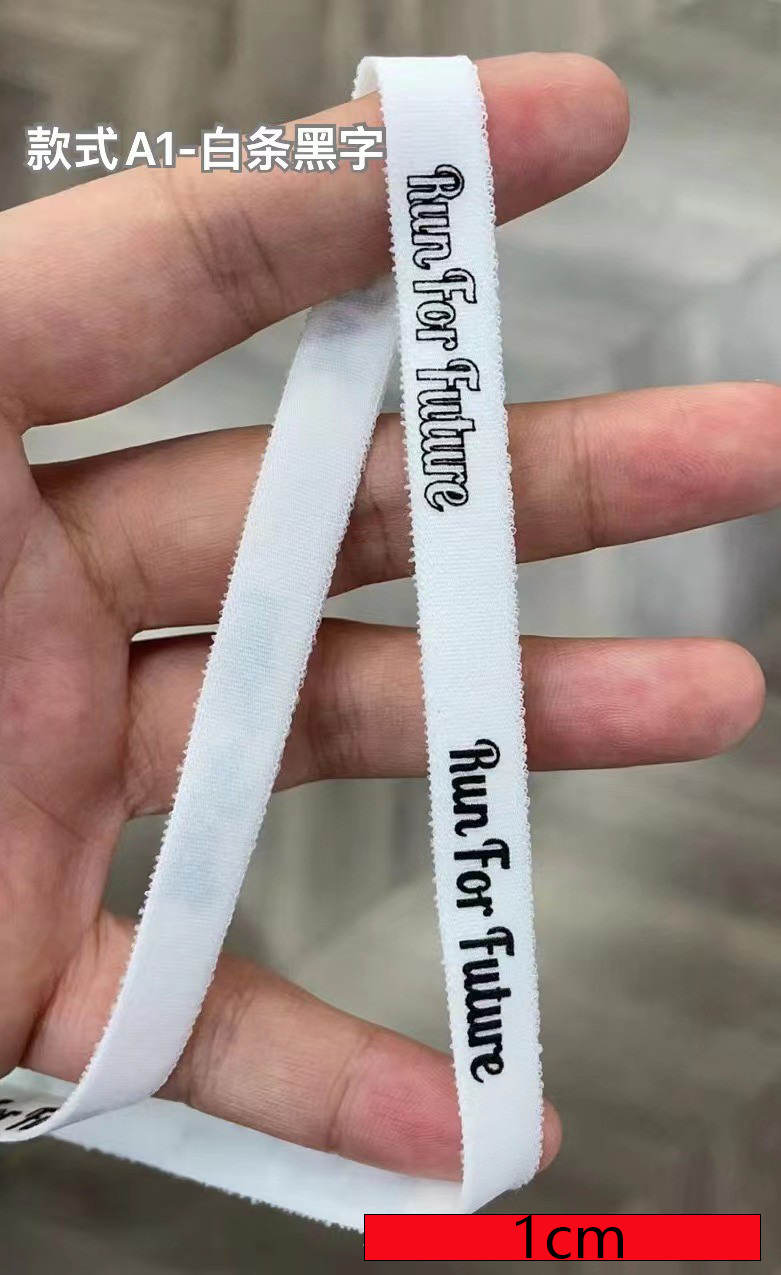 款式A1-白条黑字
Run For Future
Run For Future
1cm